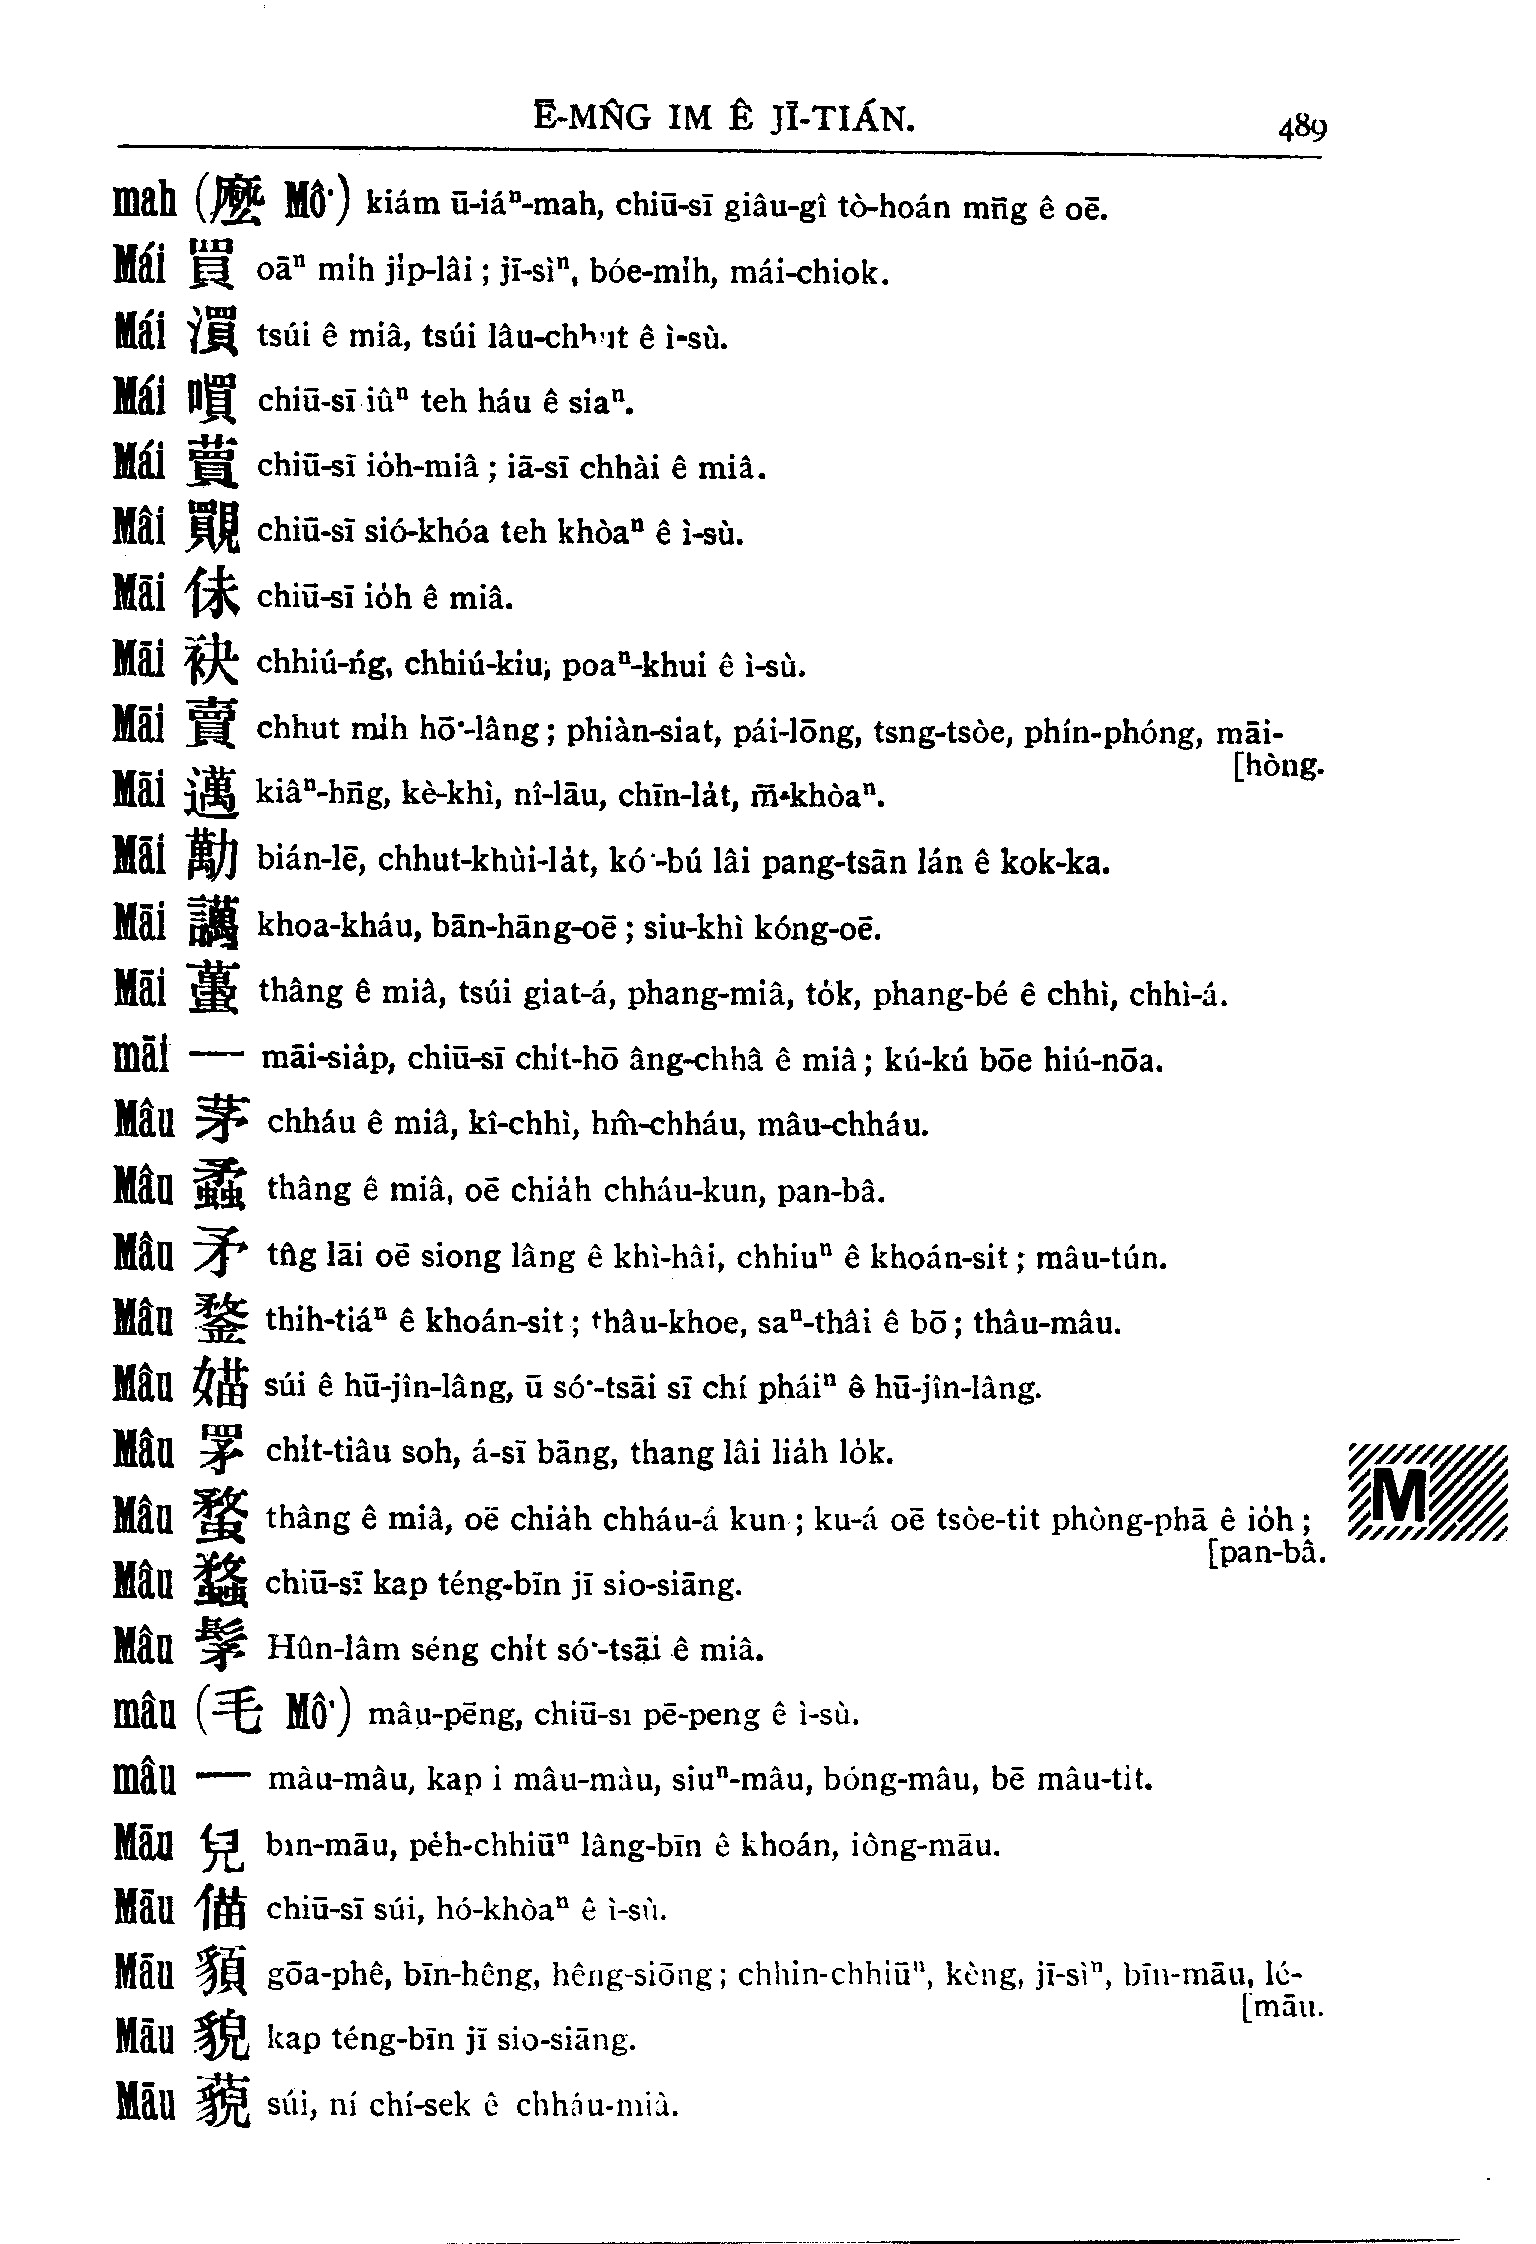 Ē-MN̂G IM Ê JĪ-TIÁN.
489
mah (麼 Mô͘) kiám ū-iáⁿ-mah, chiū-sī giâu-gî tò-hoán mn̄g ê oē.
Mái 買 oāⁿ mi̍h ji̍p-lâi; jī-sìⁿ, bóe-mi̍h, mái-chiok.
Mái 瀆 tsúi ê miâ, tsúi lâu-chhut ê ì-sù.
Mái 嘪 chiū-sī iûⁿ teh háu ê siaⁿ.
Mái 蕒 chiū-sī io̍h-miâ; iā-sī chhài ê miâ.
Mâi 覭 chiū-sī sió-khóa teh khòaⁿ ê ì-sù.
Māi 佅 chiū-sī io̍h ê miâ.
Māi 袂 chhiú-ńg, chhiú-kiu, poaⁿ-khui ê ì-sù.
Māi 賣 chhut mi̍h hō͘-lâng; phiàn-siat, pái-lōng, tsng-tsòe, phín-phóng, māi-
[hòng.
Māi 邁 kiâⁿ-hn̄g, kè-khì, nî-lāu, chīn-la̍t, m̄-khòaⁿ.
Māi 勱 bián-lē, chhut-khùi-la̍t, kó͘-bú lâi pang-tsān lán ê kok-ka.
Māi 譪 khoa-kháu, bān-hāng-oē; siu-khì kóng-oē.
Māi 蠆 thâng ê miâ, tsúi giat-á, phang-miâ, to̍k, phang-bé ê chhì, chhì-á.
māi — māi-sia̍p, chiū-sī chi̍t-hō âng-chhâ ê miâ; kú-kú bōe hiú-nōa.
Mâu 茅 chháu ê miâ, kî-chhì, hm̂-chháu, mâu-chháu.
Mâu 蟊 thâng ê miâ, oē chia̍h chháu-kun, pan-bâ.
Mâu 矛 tn̂g lāi oē siong lâng ê khì-hâi, chhiuⁿ ê khoán-sit; mâu-tún.
Mâu 鍪 thih-tiáⁿ ê khoán-sit; thâu-khoe, saⁿ-thâi ê bō; thâu-mâu.
Mâu 媌 súi ê hū-jîn-lâng, ū só͘-tsāi sī chí pháiⁿ ê hū-jîn-lâng.
Mâu 罞 chi̍t-tiâu soh, á-sī bāng, thang lâi lia̍h lo̍k.
Mâu 蝥 thâng ê miâ, oē chia̍h chháu-á kun; ku-á oē tsòe-tit phòng-phā ê io̍h;
[pan-bâ.
Mâu 蟊 chiū-sī kap téng-bīn jī sio-siāng.
Mâu 髳 Hûn-lâm séng chi̍t só͘-tsāi ê miâ.
mâu (毛 Mô͘) mâu-pēng, chiū-sī pē-peng ê ì-sù.
mâu — mâu-mâu, kap i mâu-mâu, siuⁿ-mâu, bóng-mâu, bē mâu-tit.
Māu 皃 bīn-māu, pe̍h-chhiūⁿ lâng-bīn ê khoán, iông-māu.
Māu 㑤 chiū-sī súi, hó-khòaⁿ ê ì-sù.
Māu 䫉 gōa-phê, bīn-hêng, hêng-siōng; chhin-chhiūⁿ, kèng, jī-sìⁿ, bīn-māu, lé-
[māu.
Māu 貌 kap téng-bīn jī sio-siāng.
Māu 藐 súi, ní chí-sek ê chháu-miâ.
M